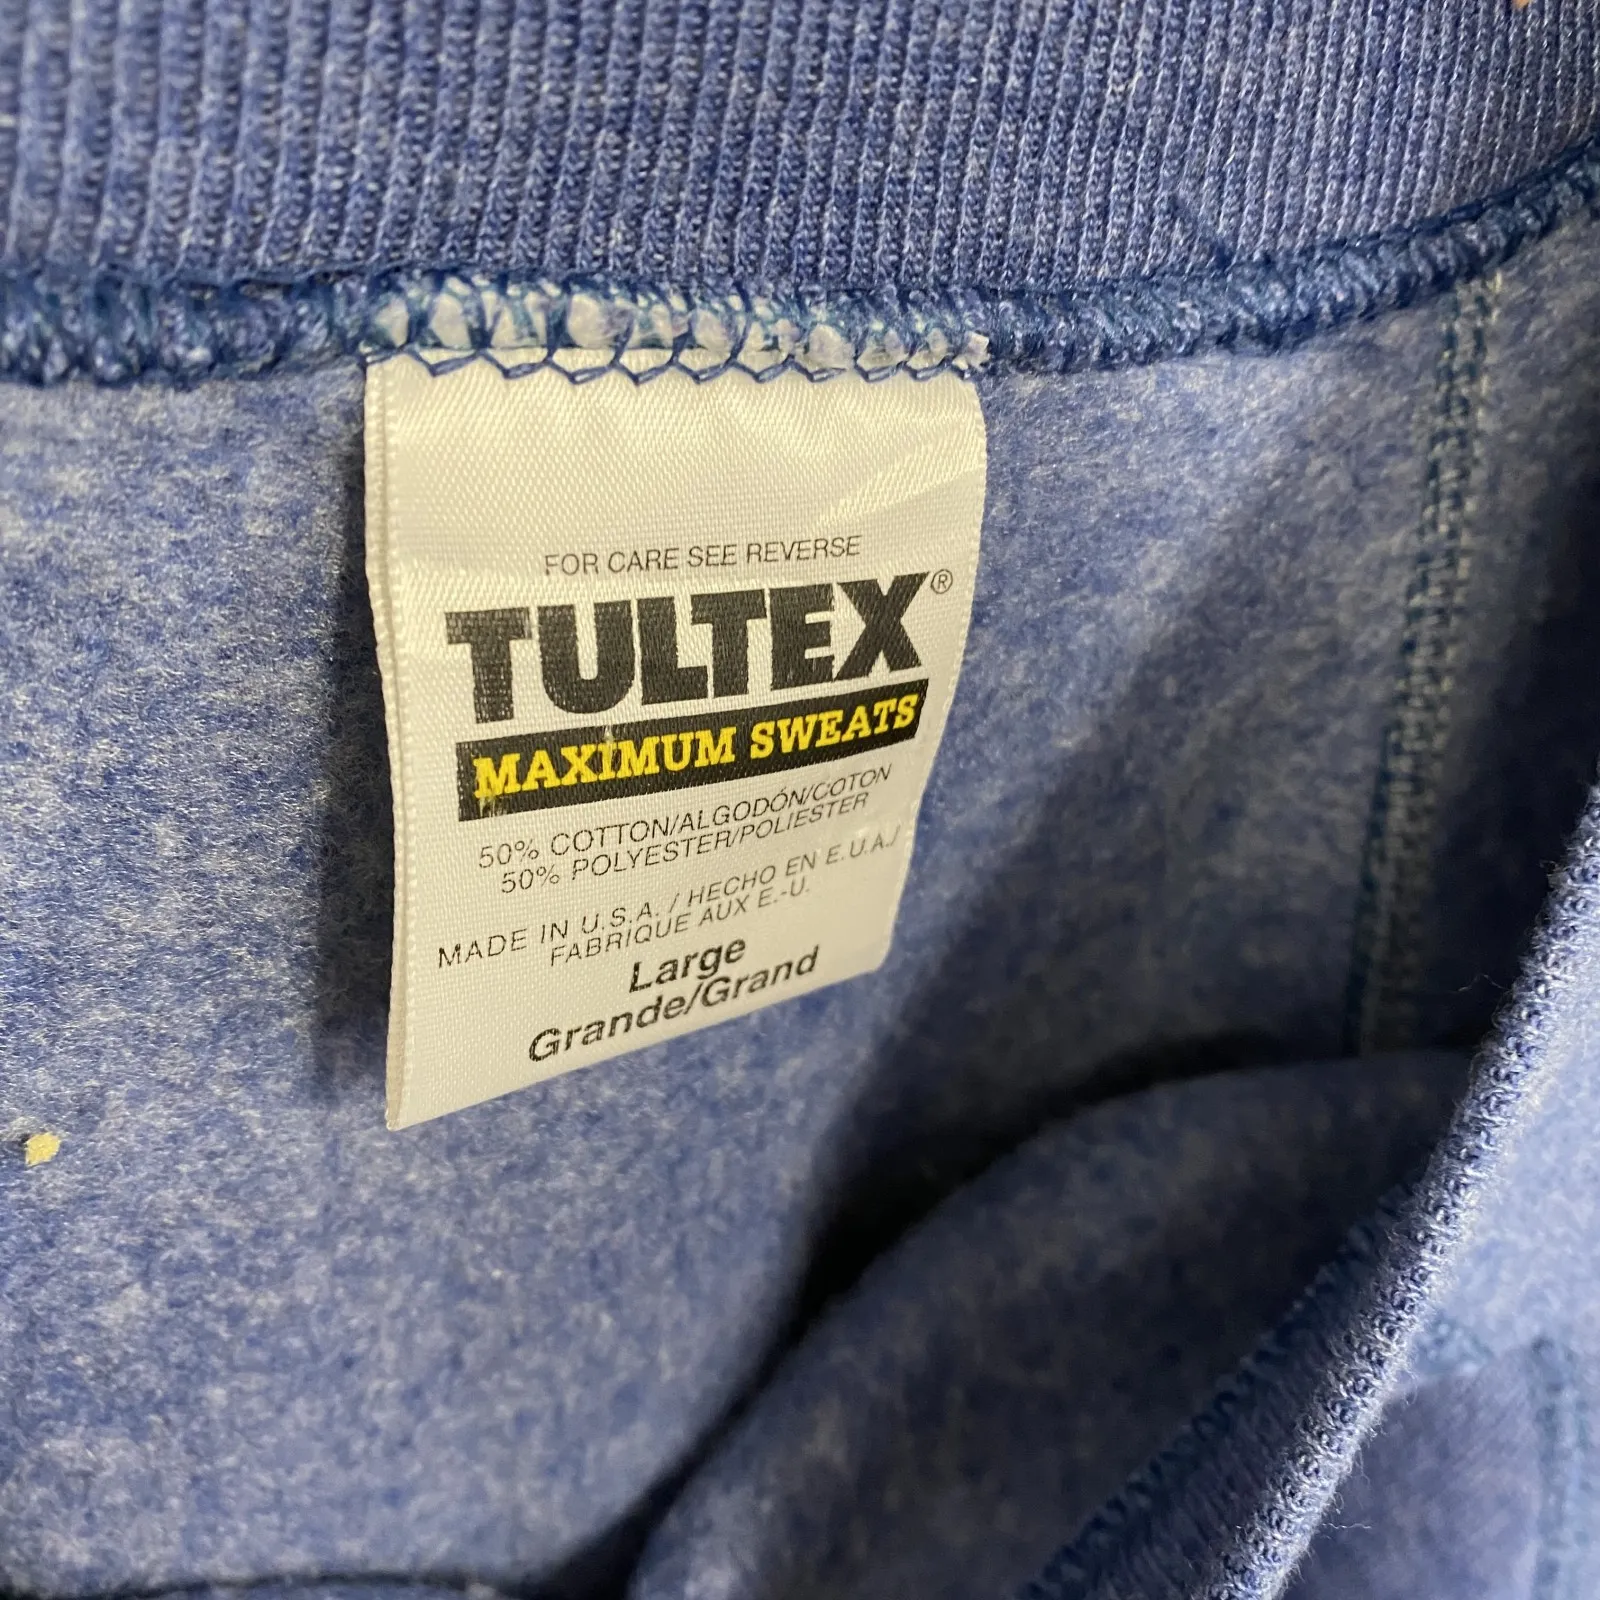 FOR CARE SEE REVERSE
TULTEX®
MAXIMUM SWEATS
50% COTTON/ALGODÓN/COTON
50% POLYESTER/POLIESTER
MADE IN U.S.A. / HECHO EN E.U.A./
FABRIQUE AUX E.-U.
Large
Grande/Grand